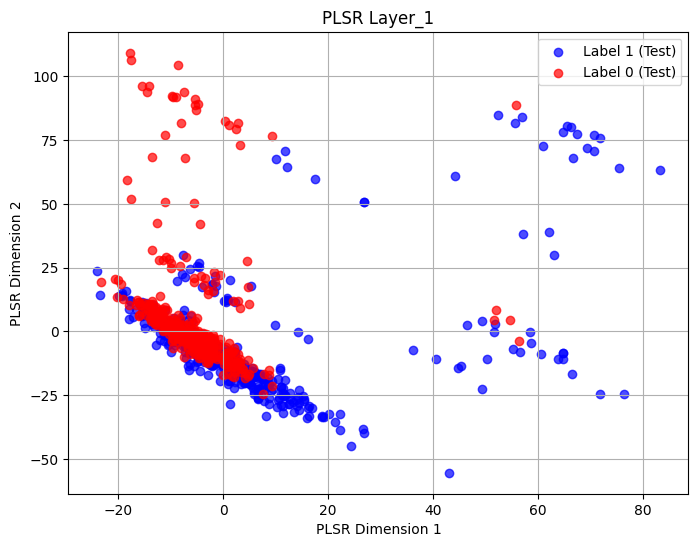 PLSR Layer_1
Label 1 (Test)
Label 0 (Test)
PLSR Dimension 2
100
75
50
25
0
−25
−50
−20
0
20
40
60
80
PLSR Dimension 1